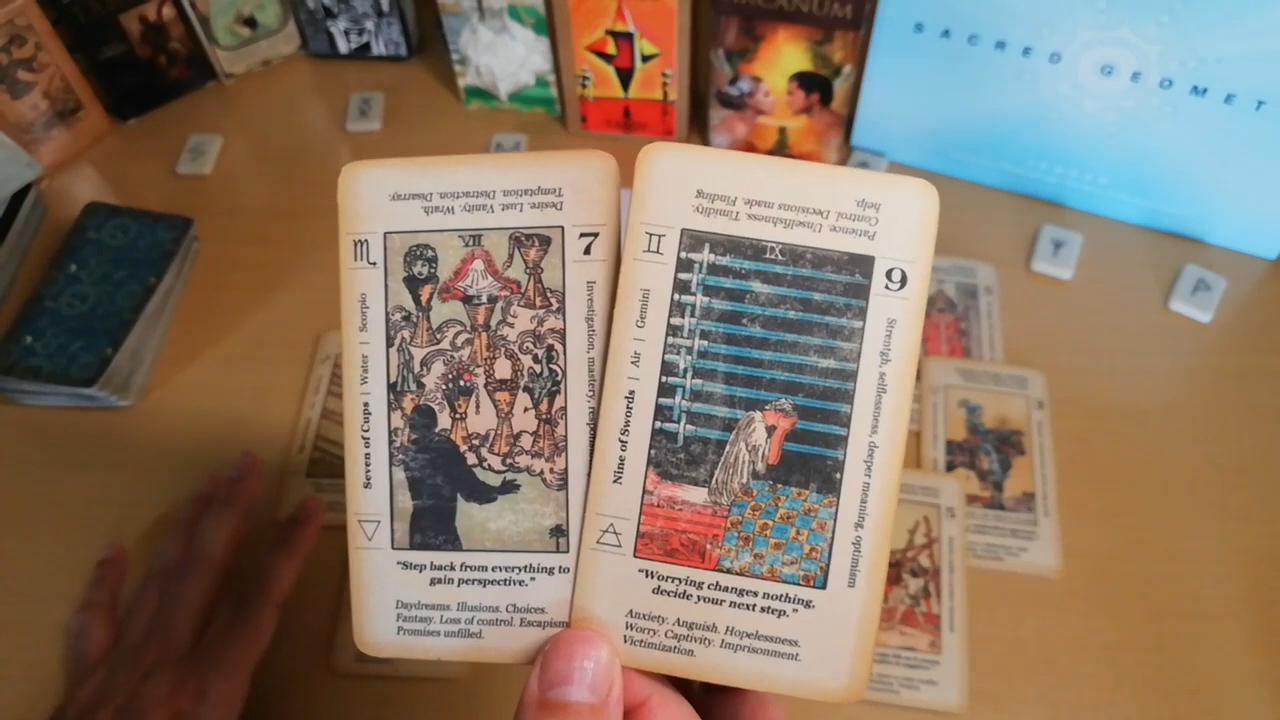 ARCANUM
SACRED GEOMET
Desire. Lust. Vanity. Wrath.
Temptation. Distraction. Disarray.
♏
7
VII
Seven of Cups | Water | Scorpio
Investigation, mastery,
"Step back from everything to
gain perspective."
Daydreams. Illusions. Choices.
Fantasy. Loss of control. Escapism
Promises unfilled.
Patience. Unselfishness. Timidity.
Control. Decisions made. Finding
help.
♊
9
IX
Nine of Swords | Air | Gemini
Strentgh, selflessness, deeper meaning, optimism
"Worrying changes nothing,
decide your next step."
Anxiety. Anguish. Hopelessness.
Worry. Captivity. Imprisonment.
Victimization.